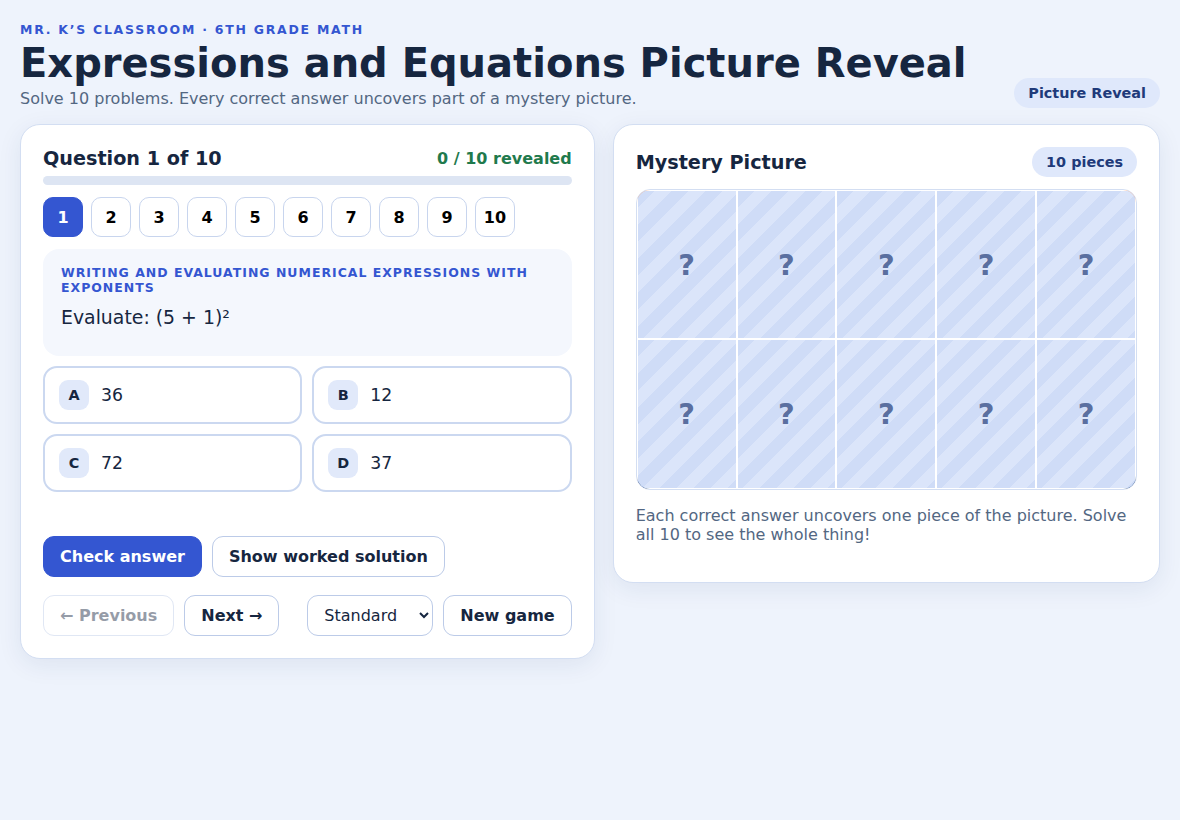 MR. K’S CLASSROOM · 6TH GRADE MATH
Expressions and Equations Picture Reveal
Solve 10 problems. Every correct answer uncovers part of a mystery picture.
Picture Reveal
Question 1 of 10
0 / 10 revealed
1 2 3 4 5 6 7 8 9 10
WRITING AND EVALUATING NUMERICAL EXPRESSIONS WITH
EXPONENTS
Evaluate: (5 + 1)²
A 36
B 12
C 72
D 37
Check answer
Show worked solution
← Previous
Next →
Standard
New game
Mystery Picture
10 pieces
? ? ? ? ?
? ? ? ? ?
Each correct answer uncovers one piece of the picture. Solve
all 10 to see the whole thing!